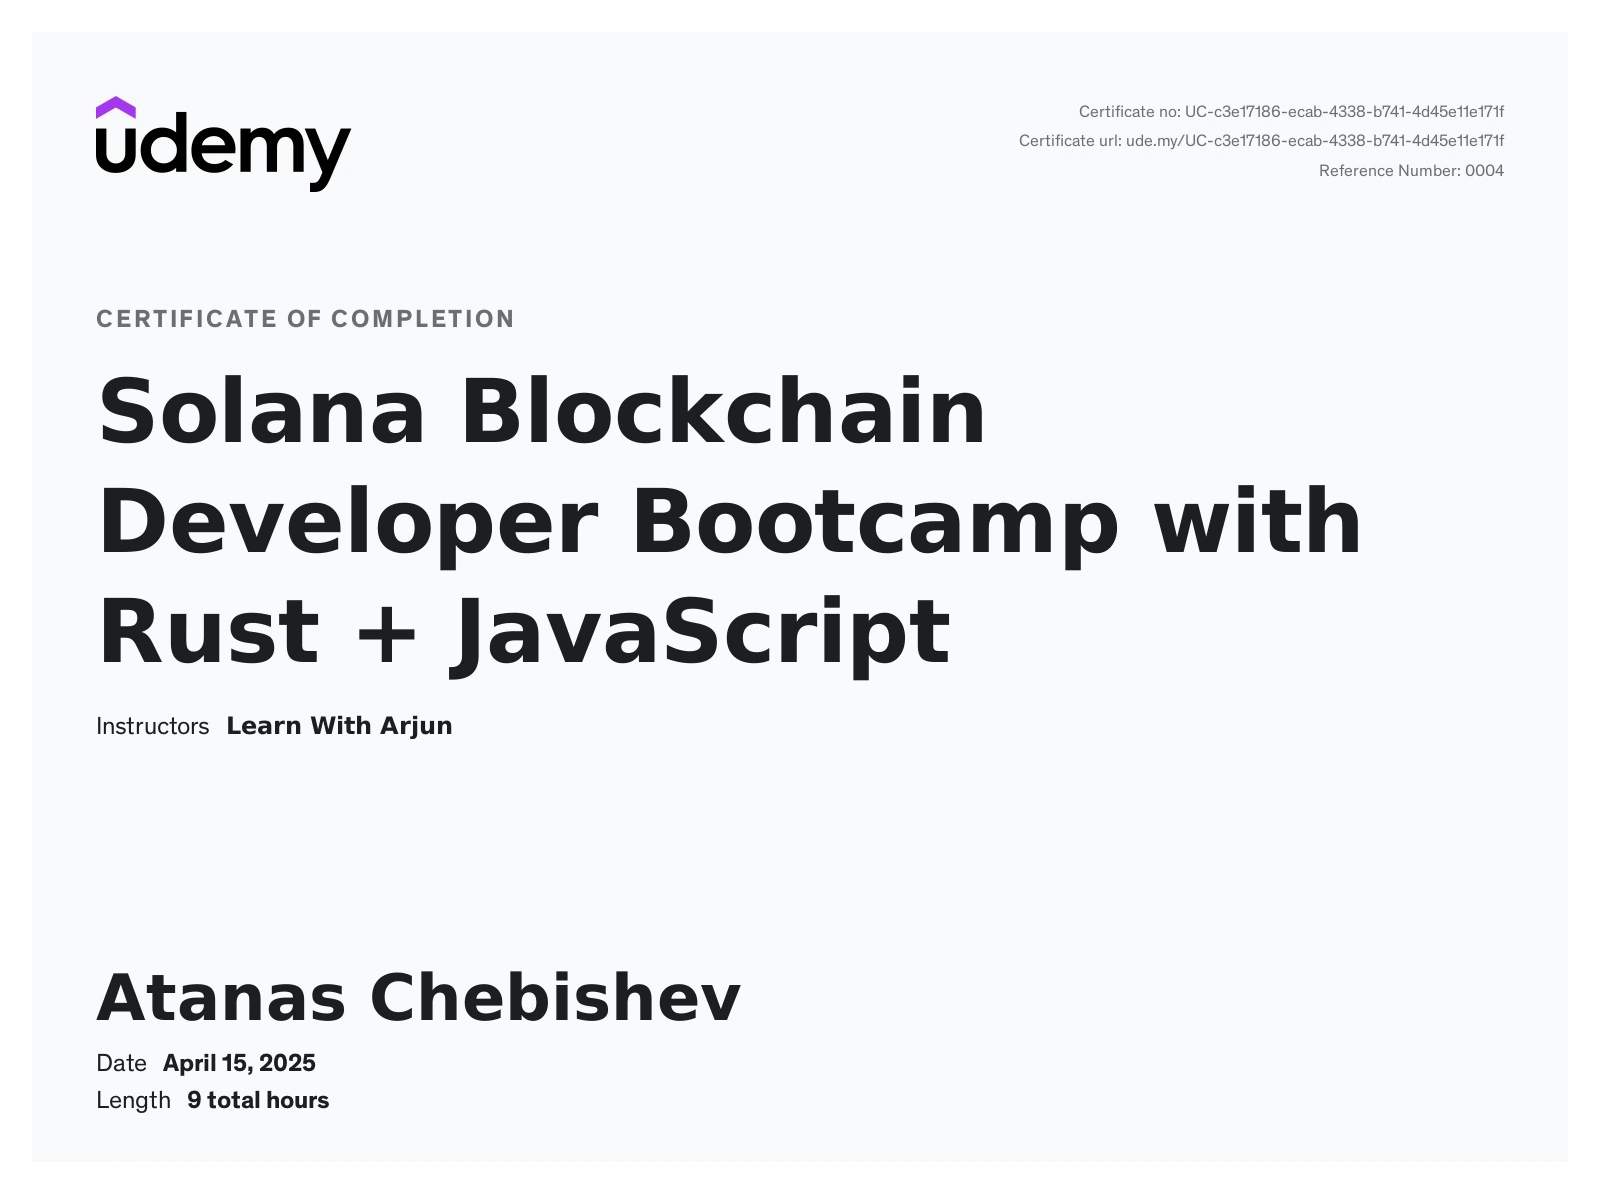 udemy
Certificate no: UC-c3e17186-ecab-4338-b741-4d45e11e171f
Certificate url: ude.my/UC-c3e17186-ecab-4338-b741-4d45e11e171f
Reference Number: 0004
CERTIFICATE OF COMPLETION
Solana Blockchain
Developer Bootcamp with
Rust + JavaScript
Instructors Learn With Arjun
Atanas Chebishev
Date April 15, 2025
Length 9 total hours